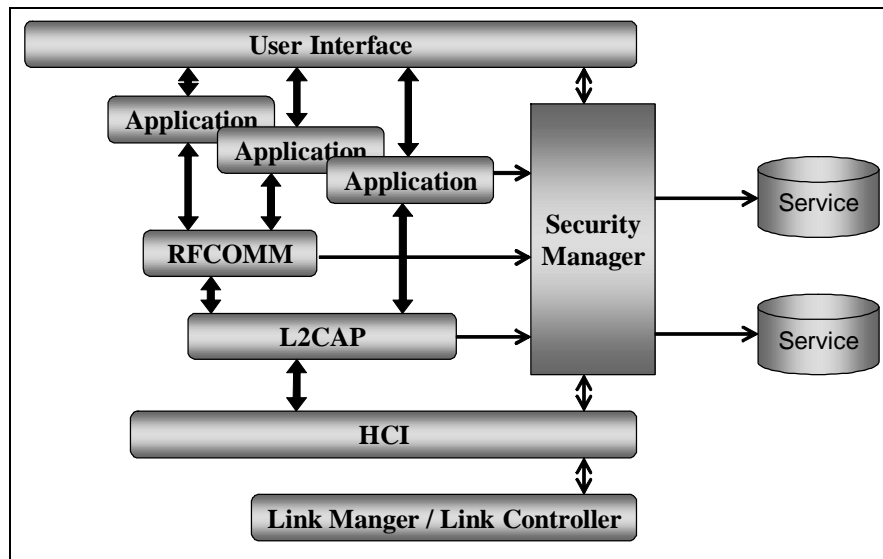 User Interface
Application
Application
Application
Security
Manager
Service
RFCOMM
L2CAP
Service
HCI
Link Manger / Link Controller